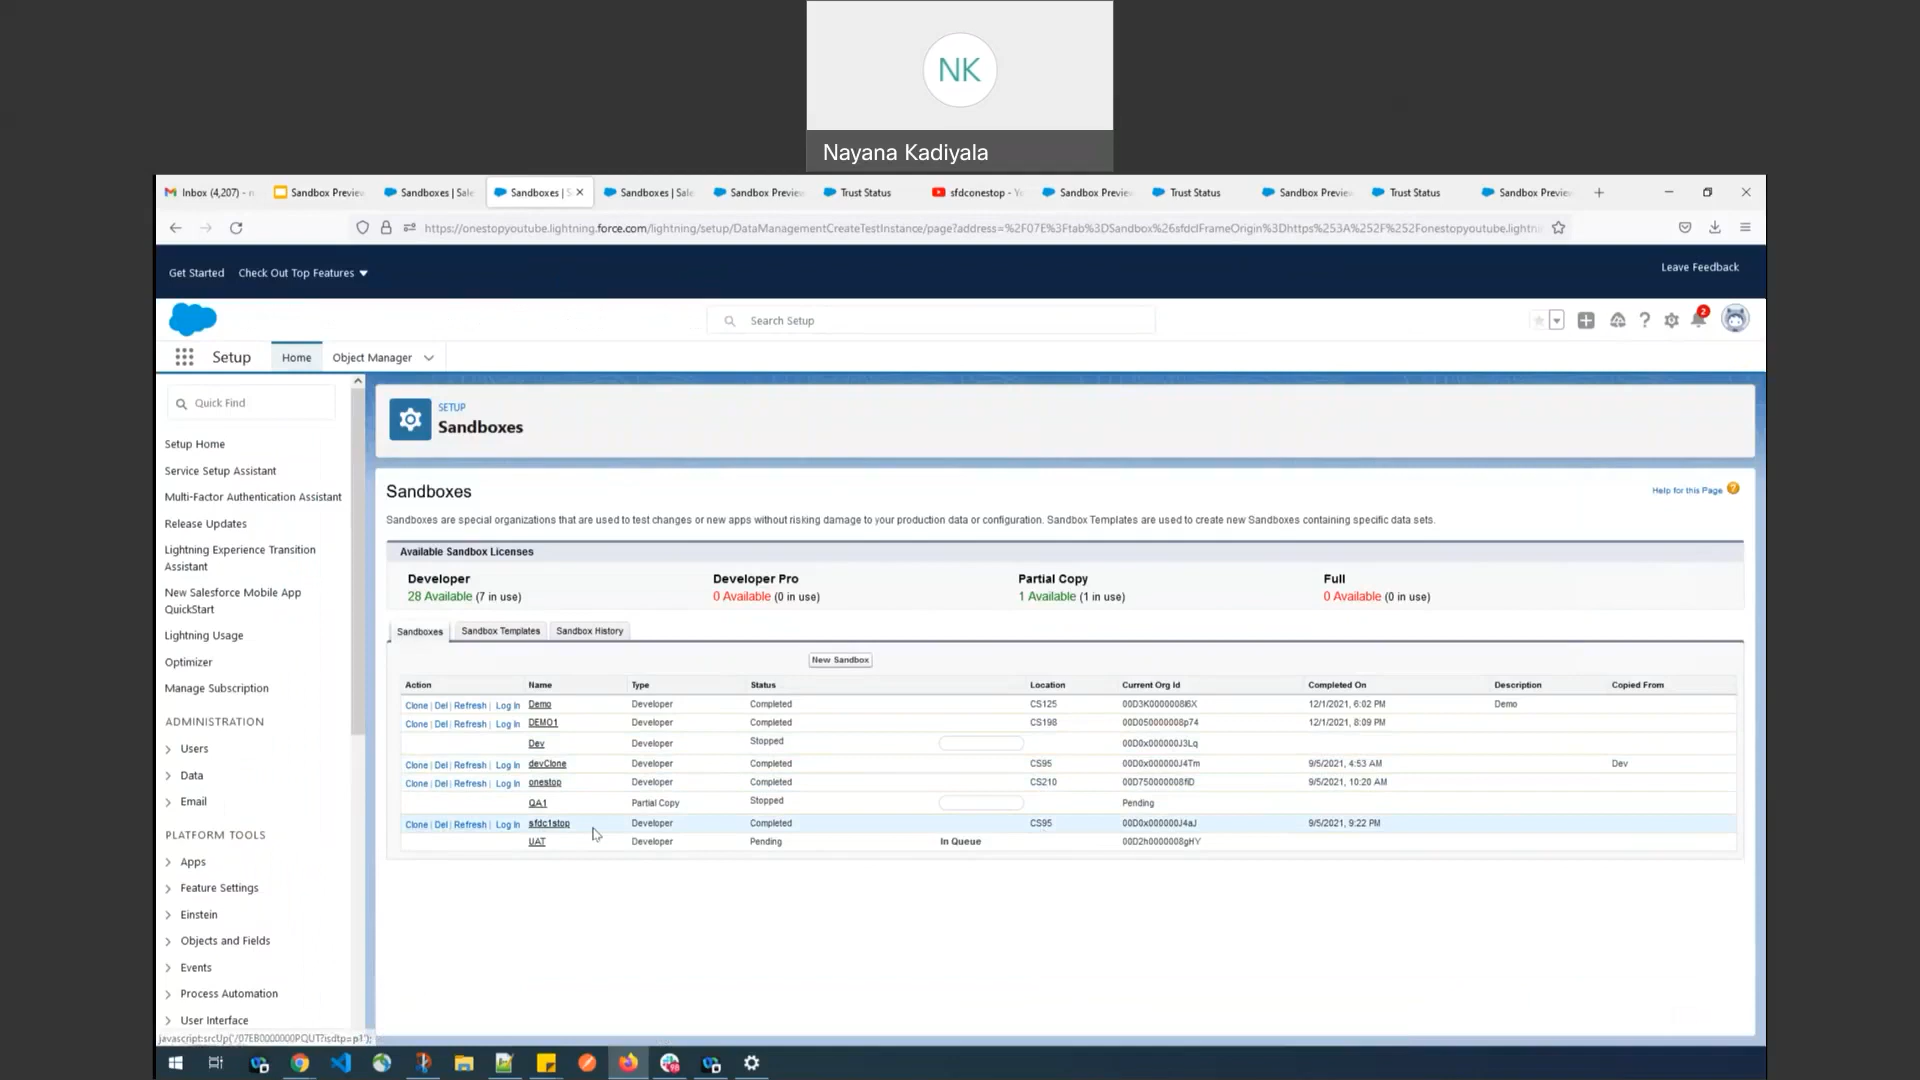 NK
Nayana Kadiyala
Inbox (4,207) - n
Sandbox Preview
Sandboxes | Sale
Sandboxes | S
Sandboxes | Sale
Sandbox Preview
Trust Status
sfdconestop - Yo
Sandbox Preview
Trust Status
Sandbox Preview
Trust Status
Sandbox Preview
https://onestopyoutube.lightning.force.com/lightning/setup/DataManagementCreateTestInstance/page?address=%2F07E%3Ftab%3DSandbox%26sfdcIFrameOrigin%3Dhttps%253A%252F%252Fonestopyoutube.lightni
Get Started Check Out Top Features
Leave Feedback
Search Setup
2
Setup Home Object Manager
Quick Find
Setup Home
Service Setup Assistant
Multi-Factor Authentication Assistant
Release Updates
Lightning Experience Transition
Assistant
New Salesforce Mobile App
QuickStart
Lightning Usage
Optimizer
Manage Subscription
ADMINISTRATION
Users
Data
Email
PLATFORM TOOLS
Apps
Feature Settings
Einstein
Objects and Fields
Events
Process Automation
User Interface
SETUP
Sandboxes
Sandboxes
Help for this Page ?
Sandboxes are special organizations that are used to test changes or new apps without risking damage to your production data or configuration. Sandbox Templates are used to create new Sandboxes containing specific data sets.
Available Sandbox Licenses
Developer Developer Pro Partial Copy Full
28 Available (7 in use) 0 Available (0 in use) 1 Available (1 in use) 0 Available (0 in use)
Sandboxes Sandbox Templates Sandbox History
New Sandbox
Action Name Type Status Location Current Org Id Completed On Description Copied From
Clone | Del | Refresh | Log In Demo Developer Completed CS125 00D3K0000008l6X 12/1/2021, 6:02 PM Demo
Clone | Del | Refresh | Log In DEMO1 Developer Completed CS198 00D050000008p74 12/1/2021, 8:09 PM
Dev Developer Stopped 00D0x000000J3Lq
Clone | Del | Refresh | Log In devClone Developer Completed CS95 00D0x000000J4Tm 9/5/2021, 4:53 AM Dev
Clone | Del | Refresh | Log In onestop Developer Completed CS210 9/5/2021, 10:20 AM
QA1 Partial Copy Stopped Pending
Clone | Del | Refresh | Log In sfdc1stop Developer Completed CS95 00D0x000000J4aJ 9/5/2021, 9:22 PM
UAT Developer Pending In Queue 00D2h0000008gHY
javascript:srcUp('/07EB0000000PQUT?isdtp=p1');